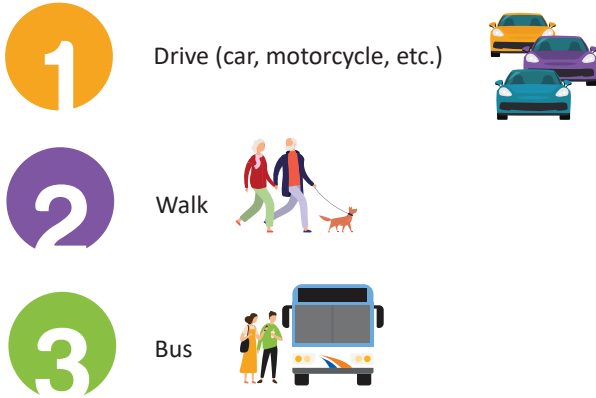 1
Drive (car, motorcycle, etc.)
2
Walk
3
Bus